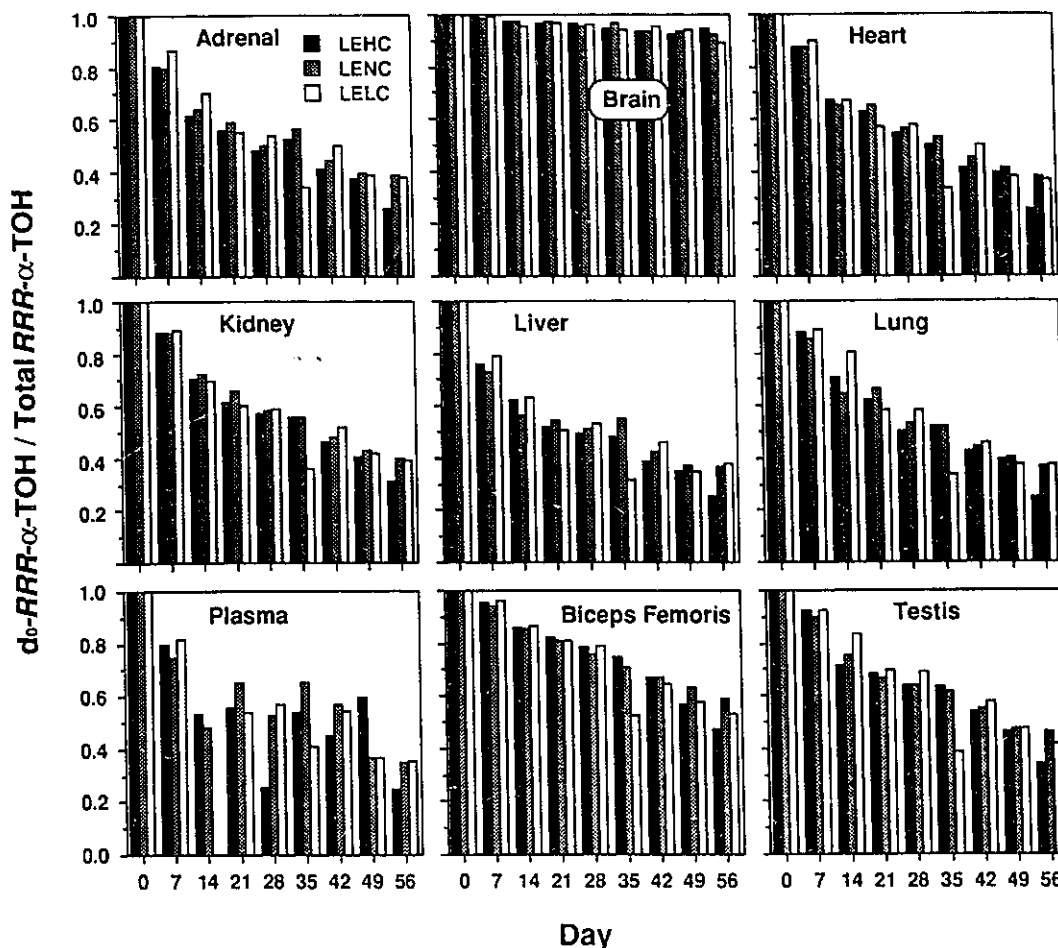 d₀-RRR-α-TOH / Total RRR-α-TOH
Adrenal
LEHC
LENC
LELC
1.0
0.8
0.6
0.4
0.2
Brain
Heart
Kidney
1.0
0.8
0.6
0.4
0.2
Liver
Lung
Plasma
1.0
0.8
0.6
0.4
0.2
0.0
Biceps Femoris
Testis
0 7 14 21 28 35 42 49 56
0 7 14 21 28 35 42 49 56
0 7 14 21 28 35 42 49 56
Day